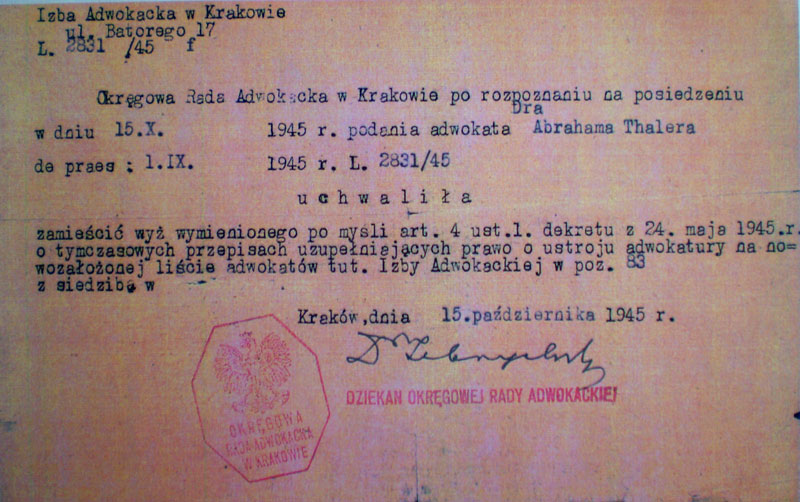 Izba Adwokacka w Krakowie
ul. Batorego 17
L. 2831 /45 f
Okręgowa Rada Adwokacka w Krakowie po rozpoznaniu na posiedzeniu
Dra
w dniu 15.X. 1945 r. podania adwokata Abrahama Thalera
de praes : 1.IX. 1945 r. L. 2831/45
u c h w a l i ł a
zamieścić wyż wymienionego po myśli art. 4 ust.l. dekretu z 24. maja 1945.r.
o tymczasowych przepisach uzupełniających prawo o ustroju adwokatury na no=
wozałożonej liście adwokatów tut. Izby Adwokackiej w poz. 83
z siedzibą w
Kraków,dnia 15.października 1945 r.
DZIEKAN OKRĘGOWEJ RADY ADWOKACKIEJ
OKRĘGOWA
RADA ADWOKACKA
W KRAKOWIE